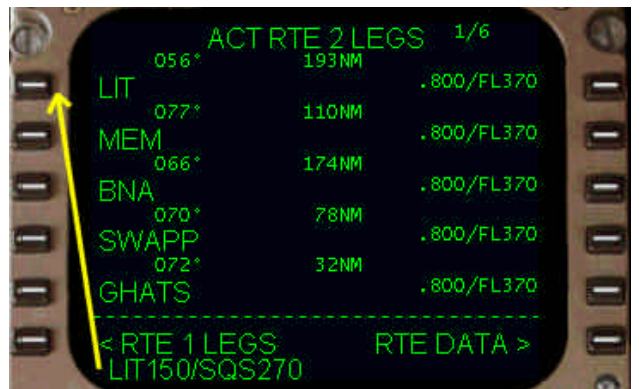 ACT RTE 2 LEGS 1/6
056° 193NM
LIT .800/FL370
077° 110NM
MEM .800/FL370
066° 174NM
BNA .800/FL370
070° 78NM
SWAPP .800/FL370
072° 32NM
GHATS .800/FL370
< RTE 1 LEGS RTE DATA >
LIT150/SQS270